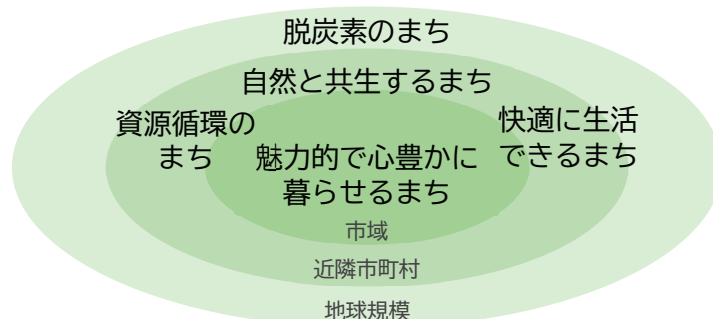 脱炭素のまち
自然と共生するまち
資源循環の
まち
快適に生活
できるまち
魅力的で心豊かに
暮らせるまち
市域
近隣市町村
地球規模